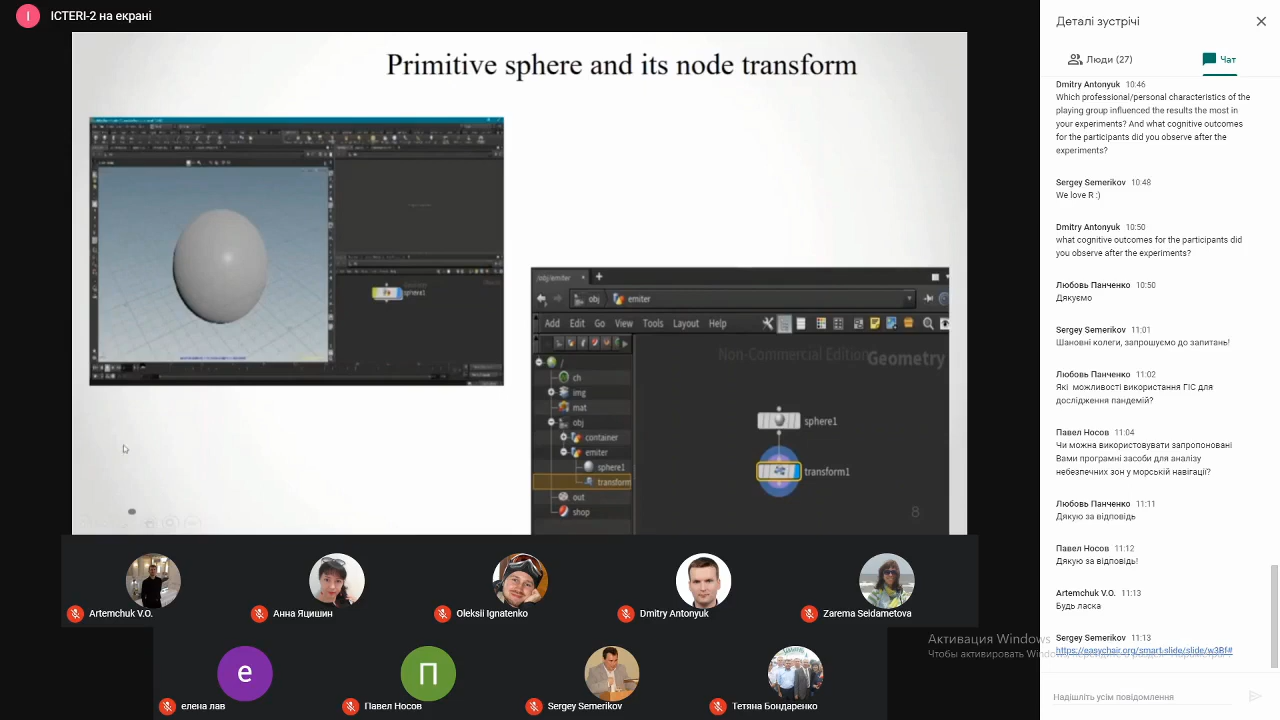 I
ICTERI-2 на екрані
Primitive sphere and its node transform
sphere1
/obj/emiter
obj
emiter
Add Edit Go View Tools Layout Help
Non-Commercial Edition
Geometry
/
ch
img
mat
obj
container
emiter
sphere1
transform
out
shop
sphere1
transform1
8
Artemchuk V.O.
Анна Яцишин
Oleksii Ignatenko
Dmitry Antonyuk
Zarema Seidametova
e
елена лав
П
Павел Носов
Sergey Semerikov
Тетяна Бондаренко
Деталі зустрічі
Люди (27)
Чат
Dmitry Antonyuk 10:46
Which professional/personal characteristics of the
playing group influenced the results the most in
your experiments? And what cognitive outcomes
for the participants did you observe after the
experiments?
Sergey Semerikov 10:48
We love R :)
Dmitry Antonyuk 10:50
what cognitive outcomes for the participants did
you observe after the experiments?
Любовь Панченко 10:50
Дякуємо
Sergey Semerikov 11:01
Шановні колеги, запрошуємо до запитань!
Любовь Панченко 11:02
Які можливості використання ГІС для
дослідження пандемій?
Павел Носов 11:04
Чи можна використовувати запропоновані
Вами програмні засоби для аналізу
небезпечних зон у морській навігації?
Любовь Панченко 11:11
Дякую за відповідь
Павел Носов 11:12
Дякую за відповідь!
Artemchuk V.O. 11:13
Будь ласка
Sergey Semerikov 11:13
https://easychair.org/smart-slide/slide/w3Bf#
Активация Windows
Чтобы активировать Windows,
Надішліть усім повідомлення